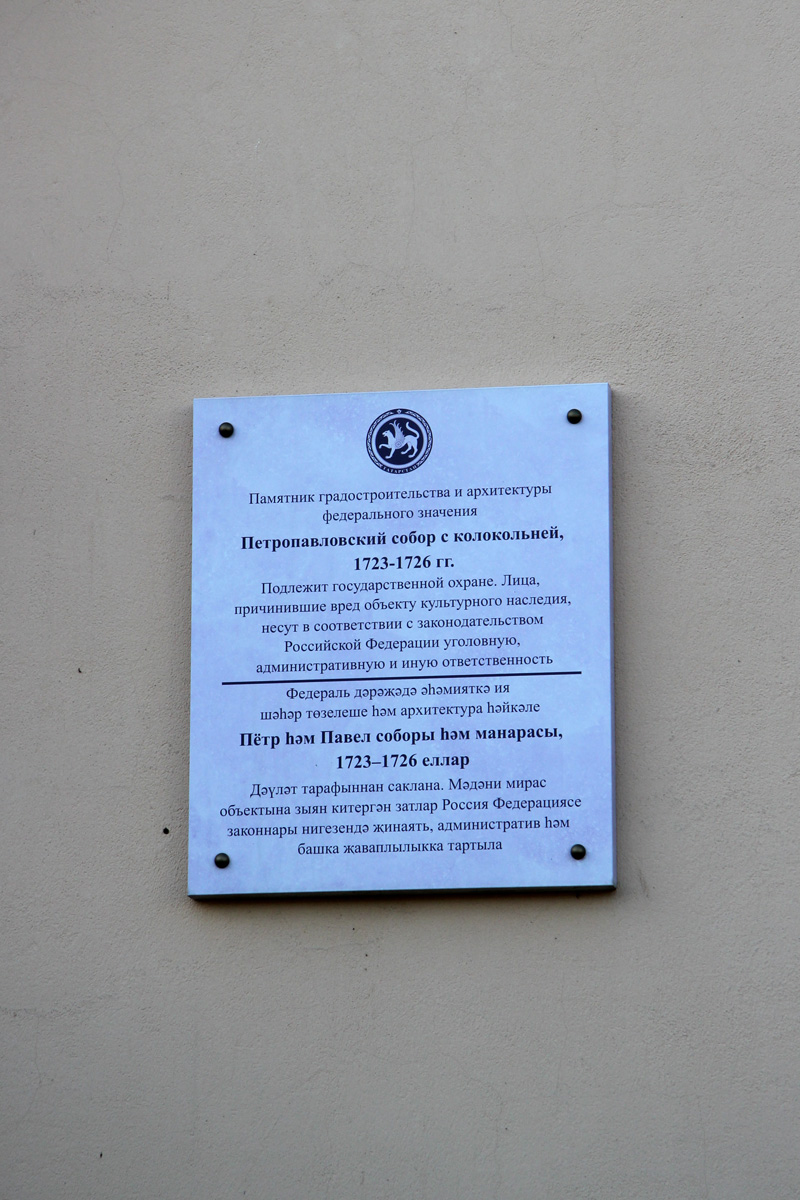 ТАТАРСТАН
Памятник градостроительства и архитектуры
федерального значения
Петропавловский собор с колокольней,
1723-1726 гг.
Подлежит государственной охране. Лица,
причинившие вред объекту культурного наследия,
несут в соответствии с законодательством
Российской Федерации уголовную,
административную и иную ответственность
Федераль дәрәҗәдә әһәмияткә ия
шәһәр төзелеше һәм архитектура һәйкәле
Пётр һәм Павел соборы һәм манарасы,
1723–1726 еллар
Дәүләт тарафыннан саклана. Мәдәни мирас
объектына зыян китергән затлар Россия Федерациясе
законнары нигезендә җинаять, административ һәм
башка җаваплылыкка тартыла